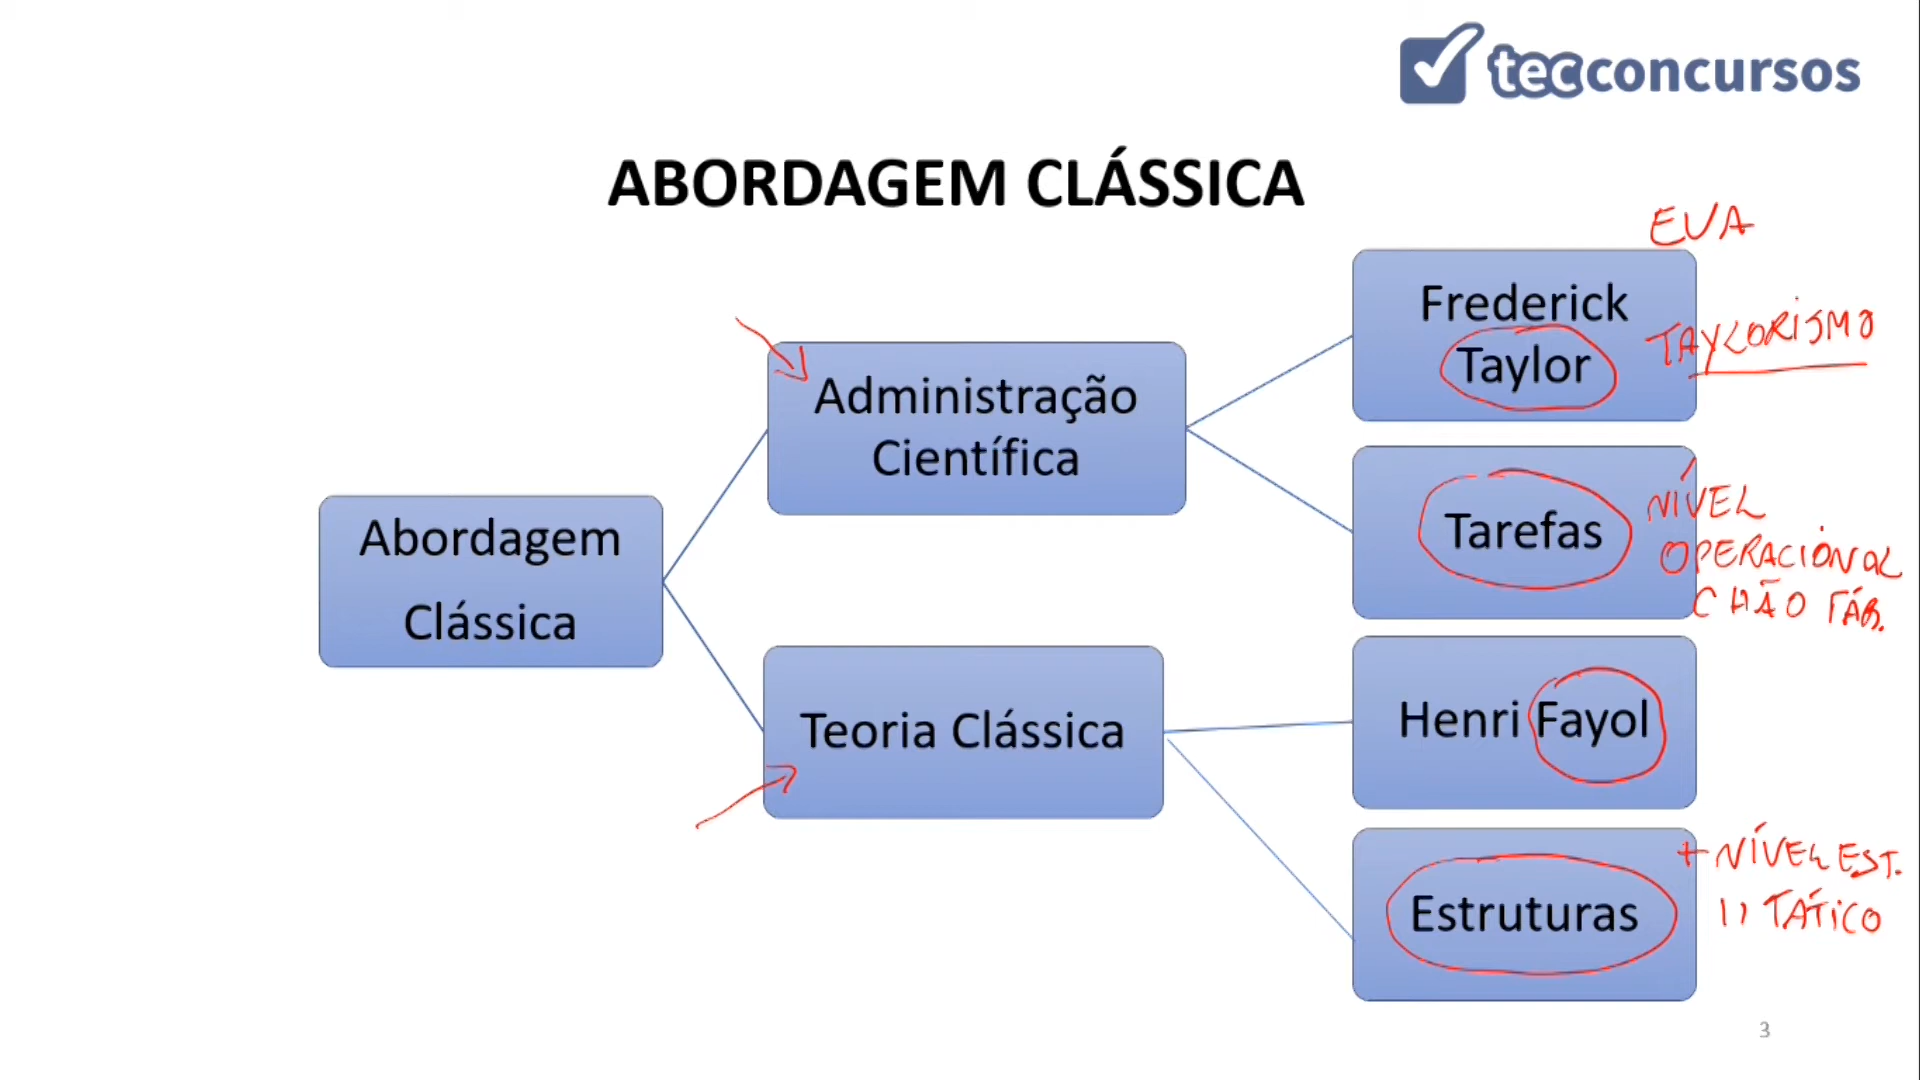 tecconcursos
ABORDAGEM CLÁSSICA
EUA
Frederick
Taylor
TAYLORISMO
Administração
Científica
Tarefas
NÍVEL
OPERACIONAL
CHÃO FÁB.
Abordagem
Clássica
Teoria Clássica
Henri Fayol
Estruturas
+ NÍVEL EST.
11 TÁTICO
3